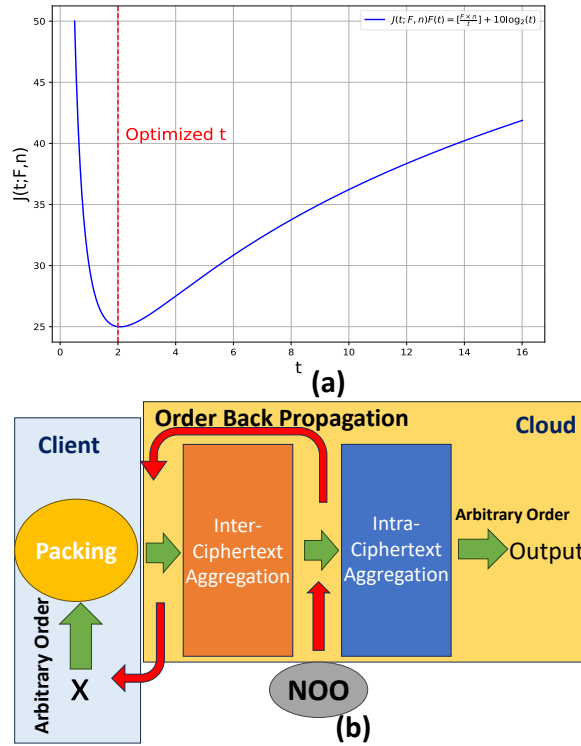 50
45
40
35
30
25
J(t;F,n)
J(t; F, n)F(t) = [F×n/t] + 10log₂(t)
Optimized t
0 2 4 6 8 10 12 14 16
t
(a)
Order Back Propagation
Cloud
Client
Packing
Inter-
Ciphertext
Aggregation
Intra-
Ciphertext
Aggregation
Arbitrary Order
Output
Arbitrary Order
X
NOO
(b)